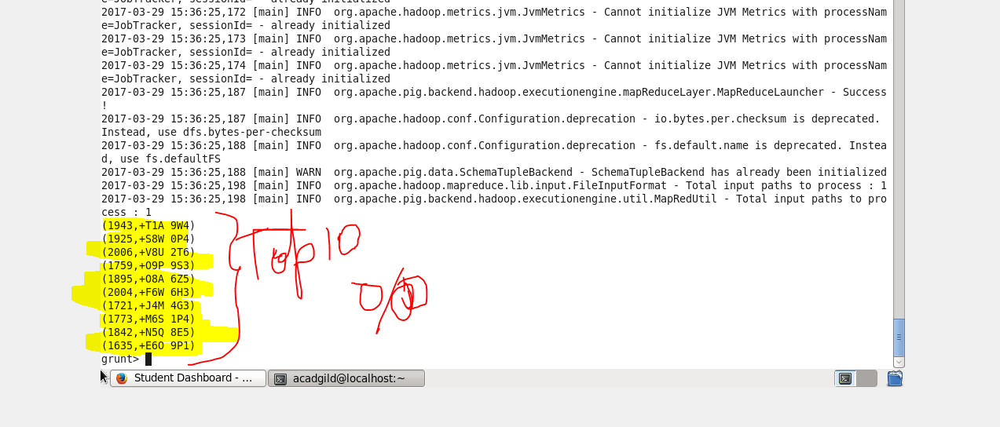 e=JobTracker, sessionId= - already initialized
2017-03-29 15:36:25,172 [main] INFO  org.apache.hadoop.metrics.jvm.JvmMetrics - Cannot initialize JVM Metrics with processNam
e=JobTracker, sessionId= - already initialized
2017-03-29 15:36:25,173 [main] INFO  org.apache.hadoop.metrics.jvm.JvmMetrics - Cannot initialize JVM Metrics with processNam
e=JobTracker, sessionId= - already initialized
2017-03-29 15:36:25,174 [main] INFO  org.apache.hadoop.metrics.jvm.JvmMetrics - Cannot initialize JVM Metrics with processNam
e=JobTracker, sessionId= - already initialized
2017-03-29 15:36:25,187 [main] INFO  org.apache.pig.backend.hadoop.executionengine.mapReduceLayer.MapReduceLauncher - Success
!
2017-03-29 15:36:25,187 [main] INFO  org.apache.hadoop.conf.Configuration.deprecation - io.bytes.per.checksum is deprecated.
Instead, use dfs.bytes-per-checksum
2017-03-29 15:36:25,188 [main] INFO  org.apache.hadoop.conf.Configuration.deprecation - fs.default.name is deprecated. Instea
d, use fs.defaultFS
2017-03-29 15:36:25,188 [main] WARN  org.apache.pig.data.SchemaTupleBackend - SchemaTupleBackend has already been initialized
2017-03-29 15:36:25,198 [main] INFO  org.apache.hadoop.mapreduce.lib.input.FileInputFormat - Total input paths to process : 1
2017-03-29 15:36:25,198 [main] INFO  org.apache.pig.backend.hadoop.executionengine.util.MapRedUtil - Total input paths to pro
cess : 1
(1943,+T1A 9W4)
(1925,+S8W 0P4)
(2006,+V8U 2T6)
(1759,+O9P 9S3)
(1895,+O8A 6Z5)
(2004,+F6W 6H3)
(1721,+J4M 4G3)
(1773,+M6S 1P4)
(1842,+N5Q 8E5)
(1635,+E6O 9P1)
grunt>
Top 10
Student Dashboard - ...
acadgild@localhost:~